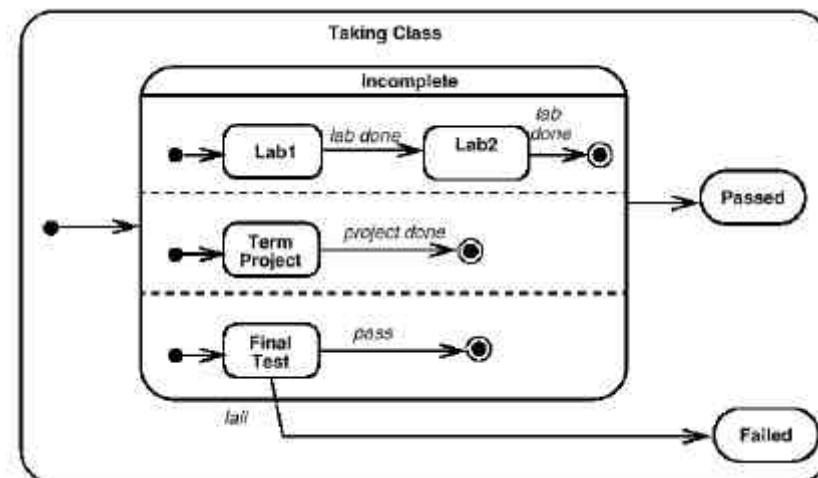 Taking Class
Incomplete
lab done
lab
done
Lab1
Lab2
Passed
Term
Project
project done
Final
Test
pass
fail
Failed